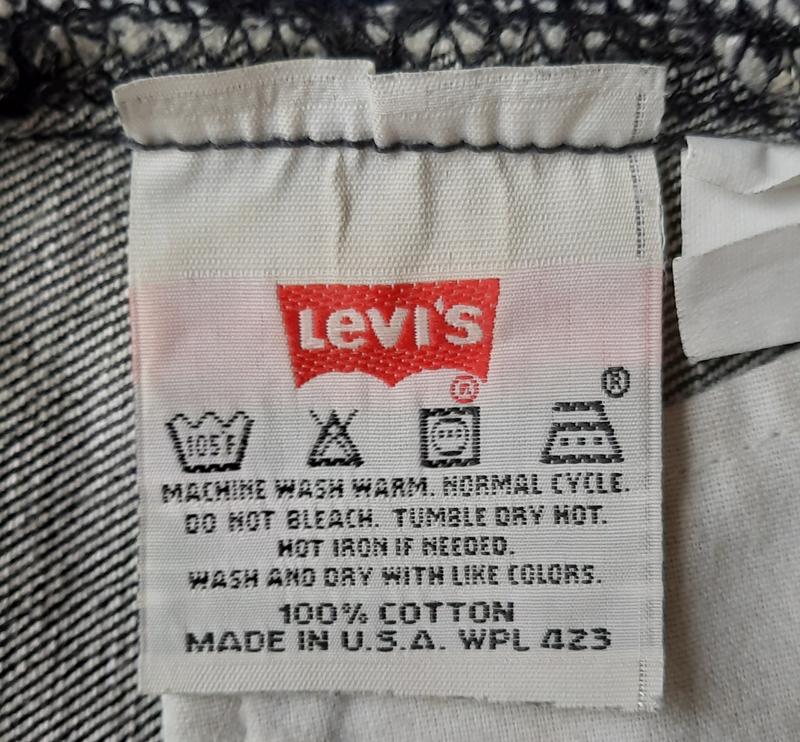 Levi's
®
®
105°F
MACHINE WASH WARM. NORMAL CYCLE.
DO NOT BLEACH. TUMBLE DRY HOT.
HOT IRON IF NEEDED.
WASH AND DRY WITH LIKE COLORS.
100% COTTON
MADE IN U.S.A. WPL 423